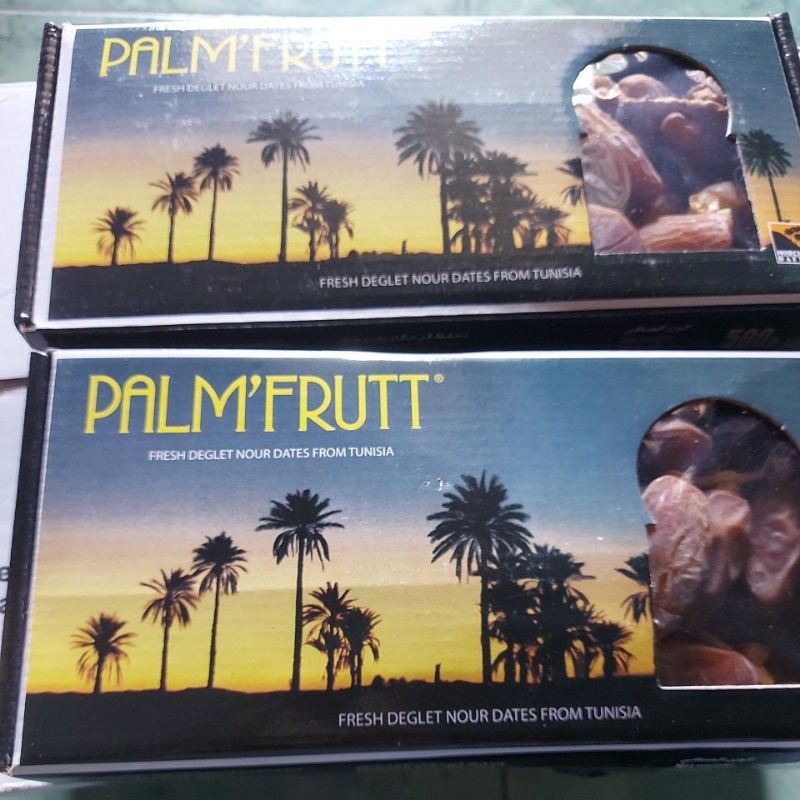 PALM'FRUTT
FRESH DEGLET NOUR DATES FROM TUNISIA
FRESH DEGLET NOUR DATES FROM TUNISIA
500g
PALM'FRUTT®
FRESH DEGLET NOUR DATES FROM TUNISIA
FRESH DEGLET NOUR DATES FROM TUNISIA